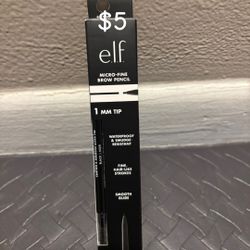 $5
e.l.f.
MICRO-FINE
BROW PENCIL
1 MM TIP
WATERPROOF
& SMUDGE
RESISTANT
FINE,
HAIR-LIKE
STROKES
SMOOTH
GLIDE